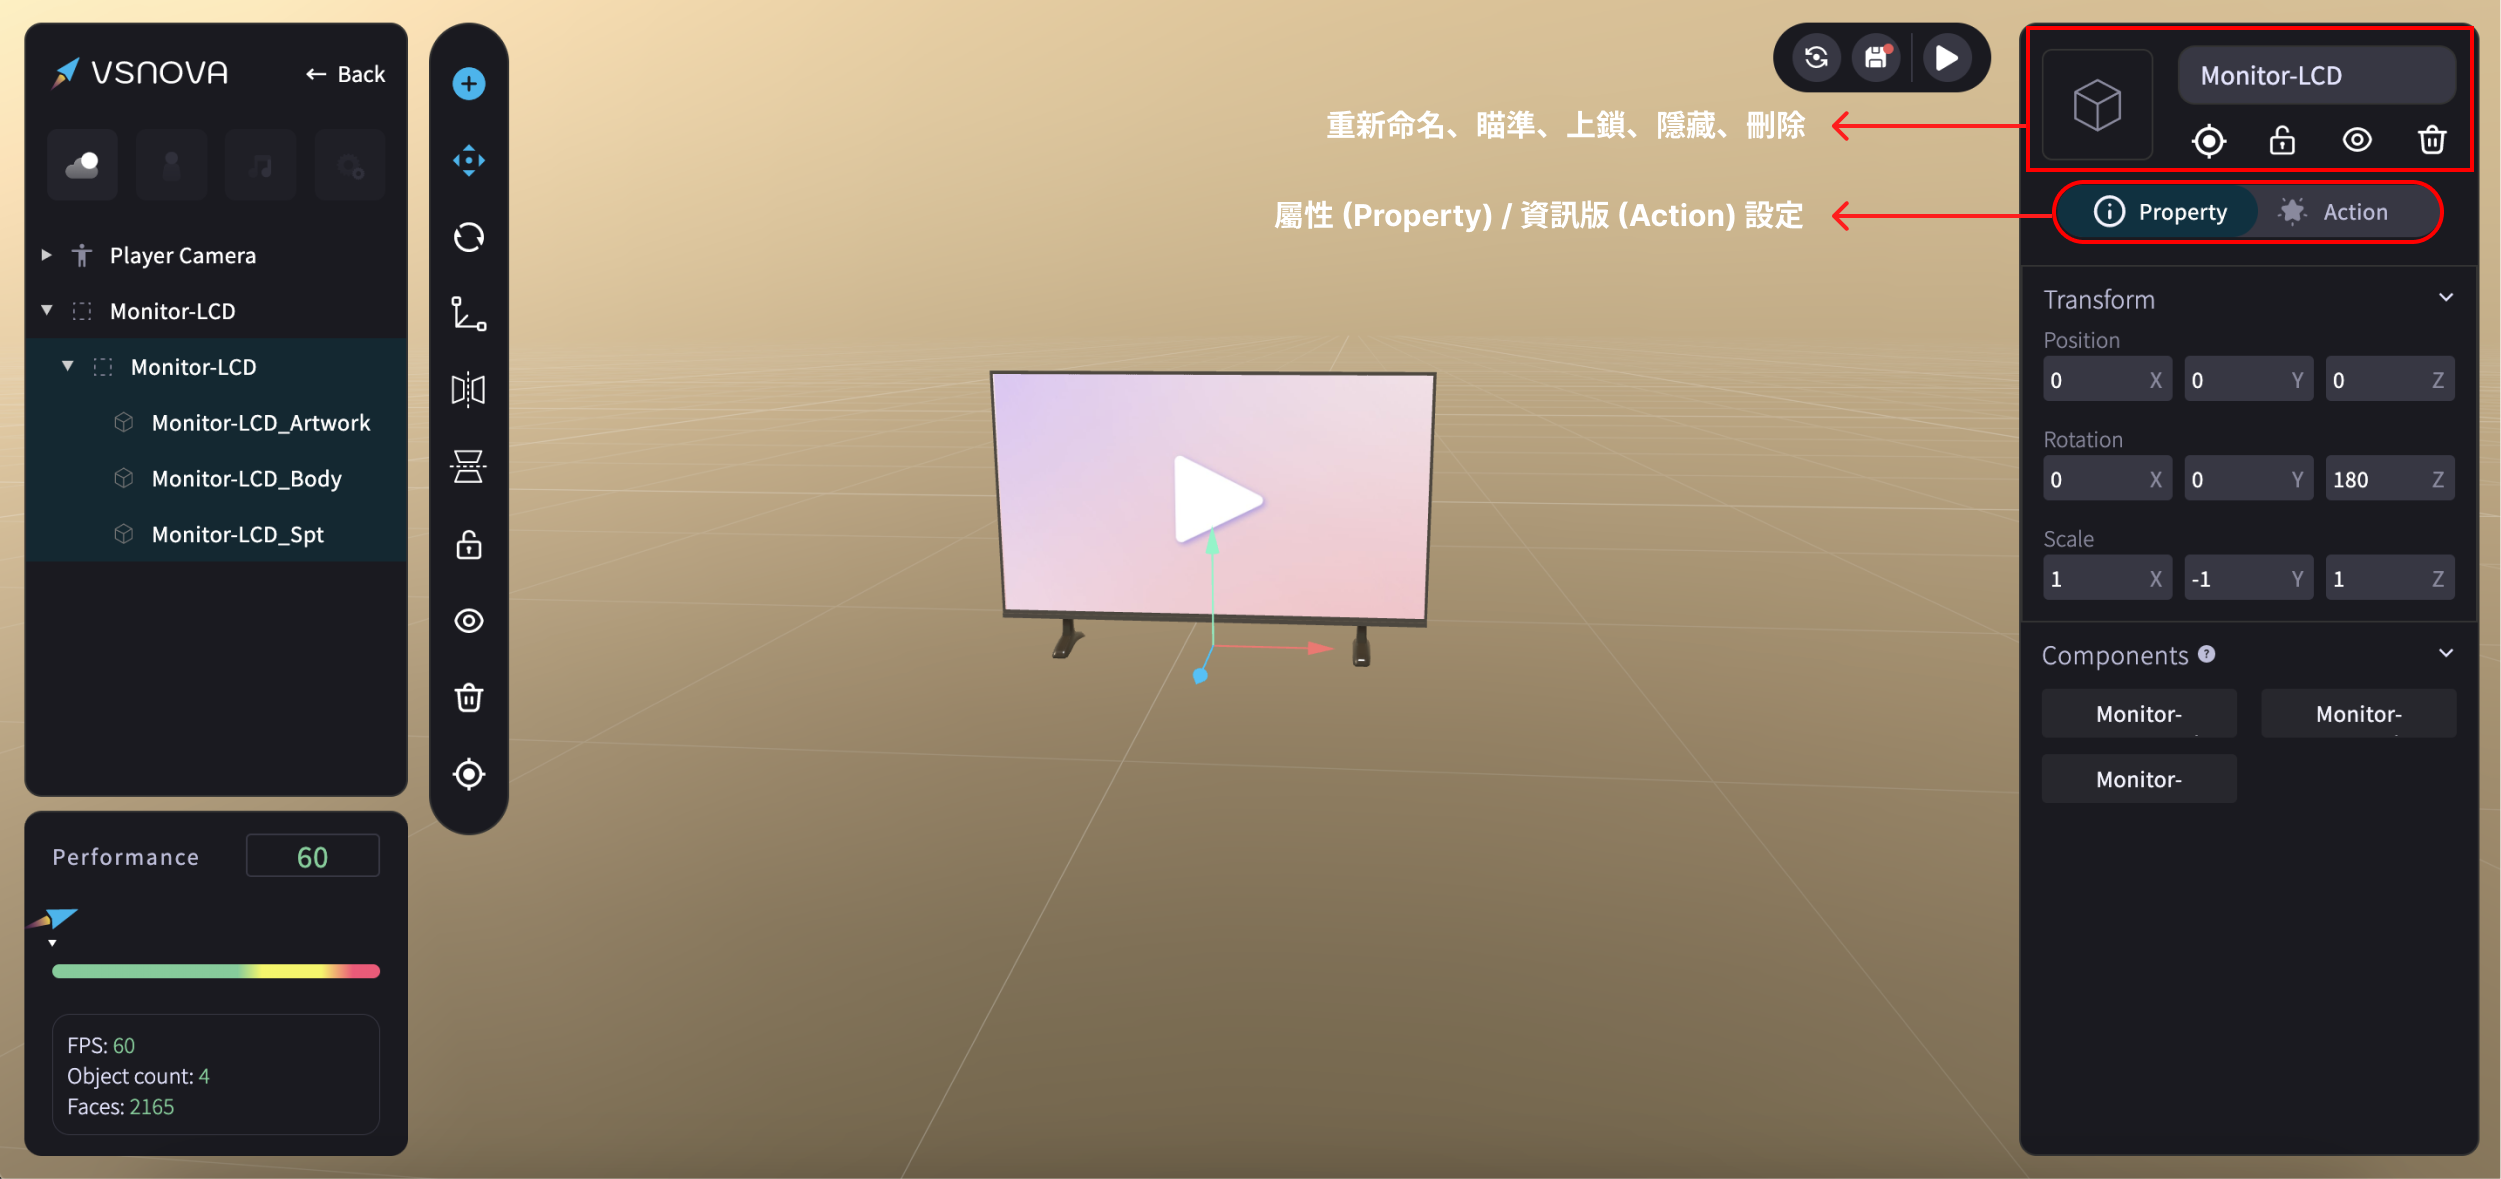 VSNOVA
← Back
Player Camera
Monitor-LCD
Monitor-LCD
Monitor-LCD_Artwork
Monitor-LCD_Body
Monitor-LCD_Spt
Performance 60
FPS: 60
Object count: 4
Faces: 2165
重新命名、瞄準、上鎖、隱藏、刪除
屬性 (Property) / 資訊版 (Action) 設定
Monitor-LCD
Property Action
Transform
Position
0 X 0 Y 0 Z
Rotation
0 X 0 Y 180 Z
Scale
1 X -1 Y 1 Z
Components ?
Monitor- Monitor-
Monitor-